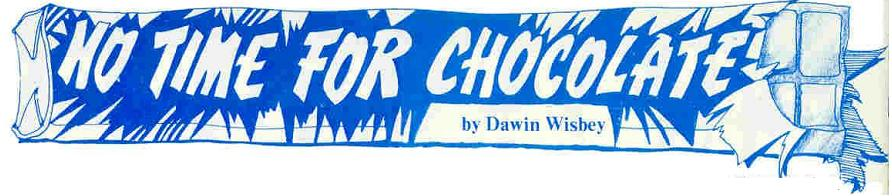 NO TIME FOR CHOCOLATE!
by Dawin Wisbey